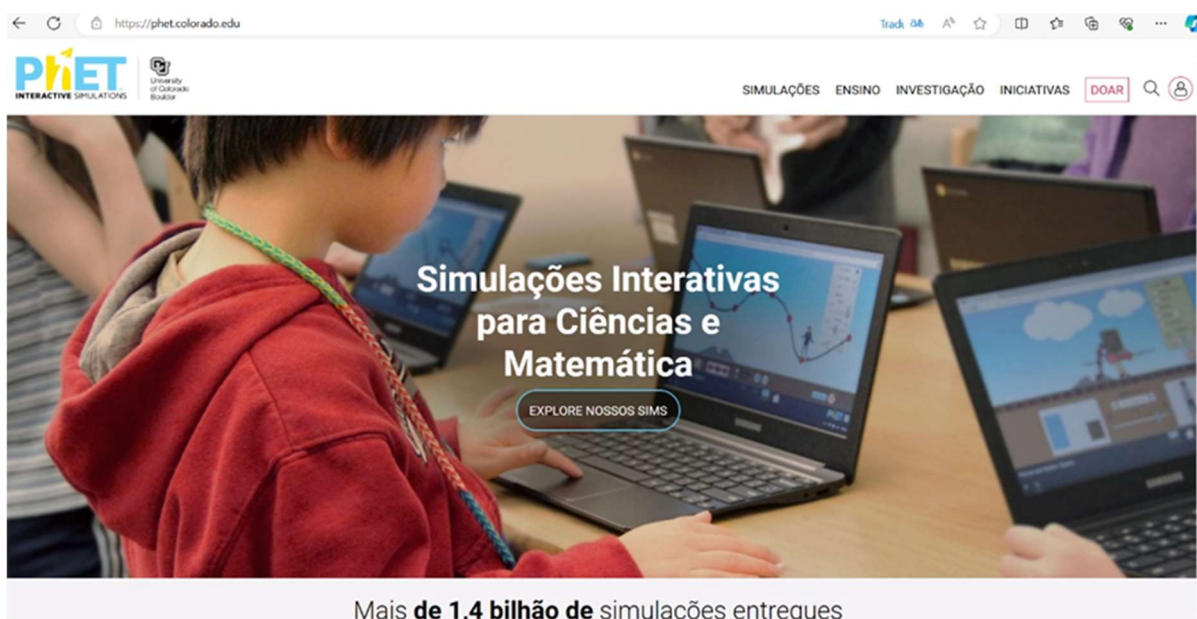 https://phet.colorado.edu
PhET
INTERACTIVE SIMULATIONS
University
of Colorado
Boulder
SIMULAÇÕES ENSINO INVESTIGAÇÃO INICIATIVAS DOAR
Simulações Interativas
para Ciências e
Matemática
EXPLORE NOSSOS SIMS
Mais de 1,4 bilhão de simulações entregues